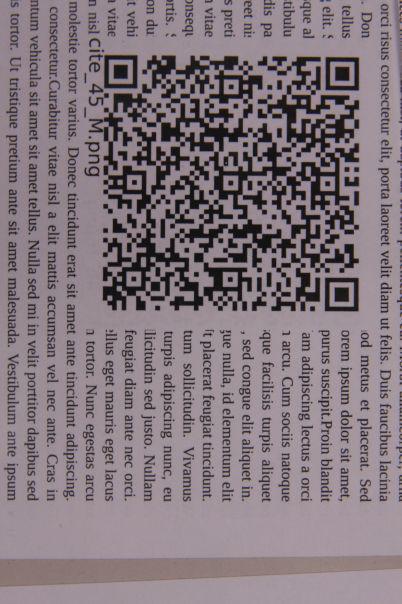 orci risus consectetur elit, porta laoreet velit diam ut felis. Duis faucibus lacinia
. Don od metus et placerat. Sed
tellus orem ipsum dolor sit amet,
elit. S purus suscipit.Proin blandit
que al am adipiscing lectus a orci
tibulu arcu. Cum sociis natoque
dis pa que facilisis turpis aliquet
eet ni , sed congue elit aliquet in.
s preti gue nulla, id elementum elit
vitae t placerat feugiat tincidunt.
onsequ tum sollicitudin. Vivamus
rtis. S turpis adipiscing nunc, eu
on du llicitudin sed justo. Nullam
t vehi feugiat diam ante nec orci.
vitae llus eget mauris eget lacus
n nisl tortor. Nunc egestas arcu
cite_45_M.png
molestie tortor varius. Donec tincidunt erat sit amet ante tincidunt adipiscing.
consectetur.Curabitur vitae nisl a elit mattis accumsan vel nec ante. Cras in
ntum vehicula sit amet sit amet tellus. Nulla sed mi in velit porttitor dapibus sed
s tortor. Ut tristique pretium ante sit amet malesuada. Vestibulum ante ipsum